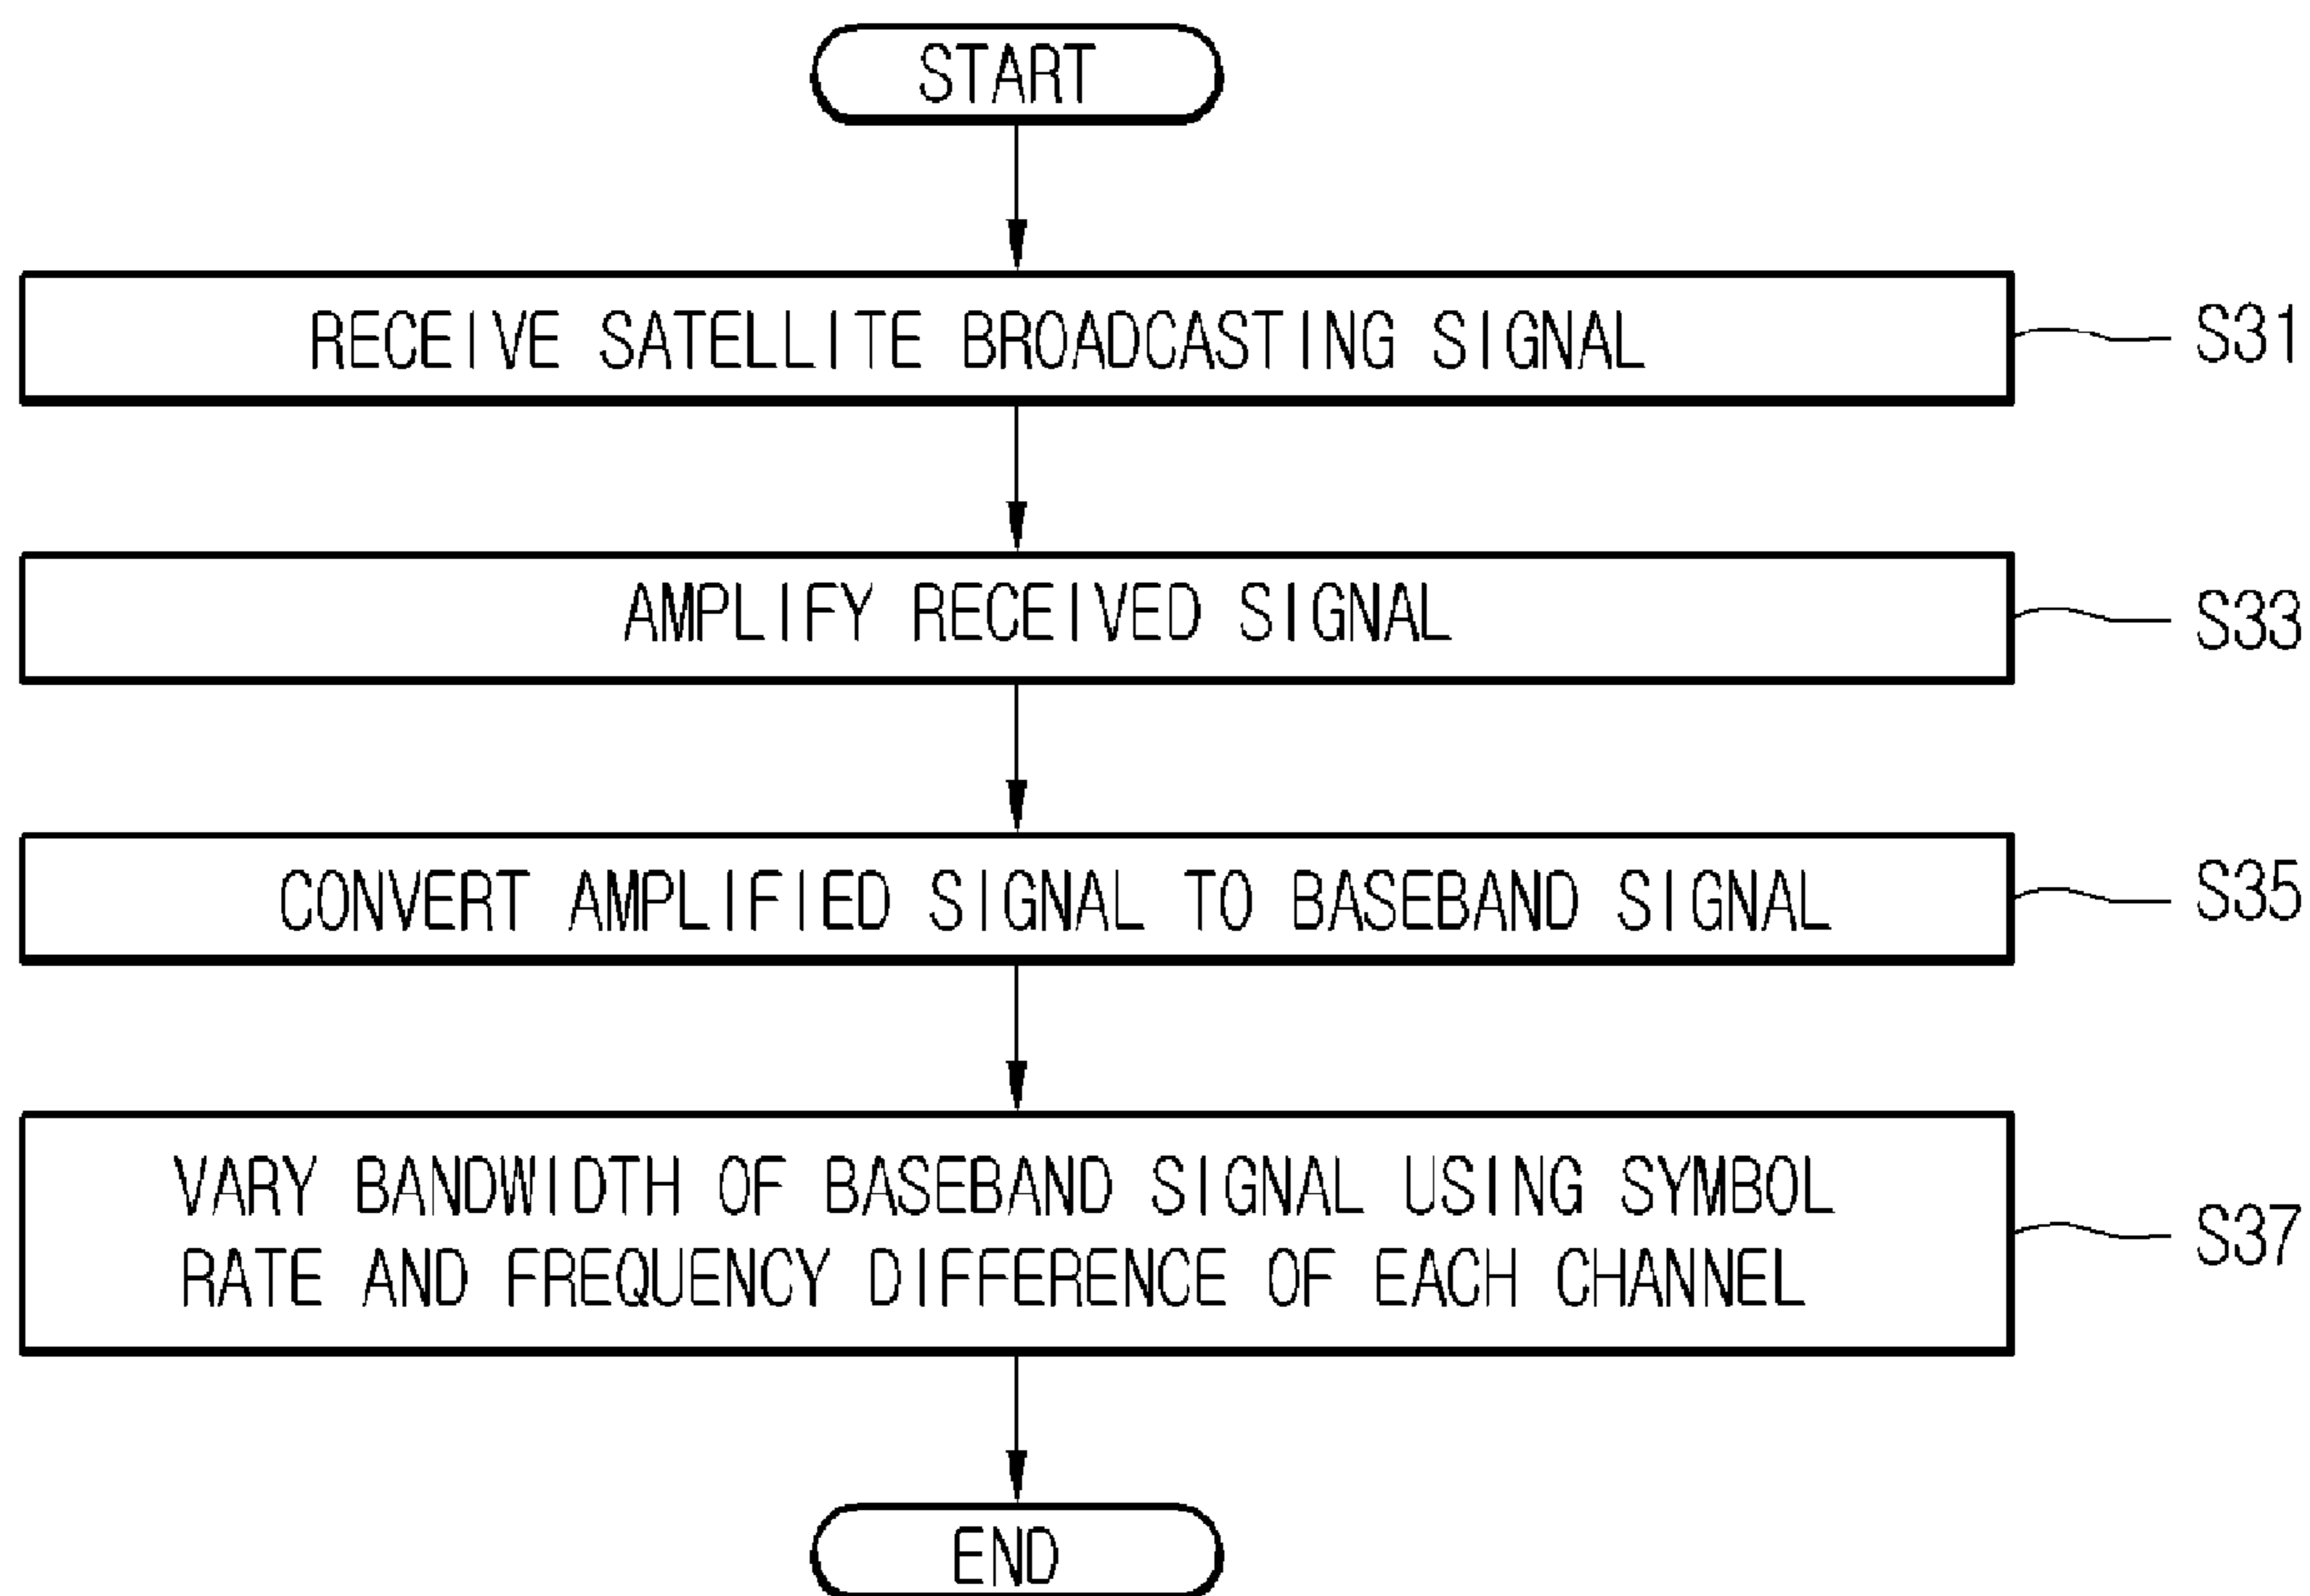 START
RECEIVE SATELLITE BROADCASTING SIGNAL
S31
AMPLIFY RECEIVED SIGNAL
S33
CONVERT AMPLIFIED SIGNAL TO BASEBAND SIGNAL
S35
VARY BANDWIDTH OF BASEBAND SIGNAL USING SYMBOL
RATE AND FREQUENCY DIFFERENCE OF EACH CHANNEL
S37
END